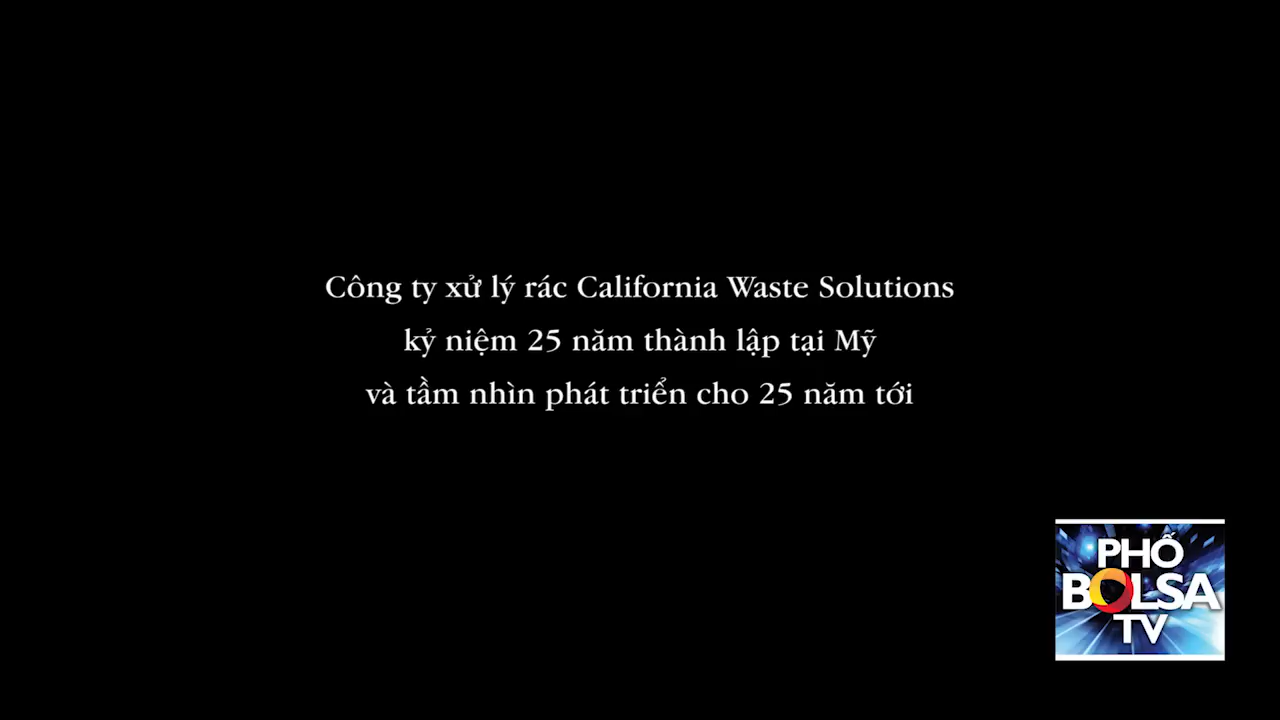 Công ty xử lý rác California Waste Solutions
kỷ niệm 25 năm thành lập tại Mỹ
và tầm nhìn phát triển cho 25 năm tới
PHỐ
BOLSA
TV